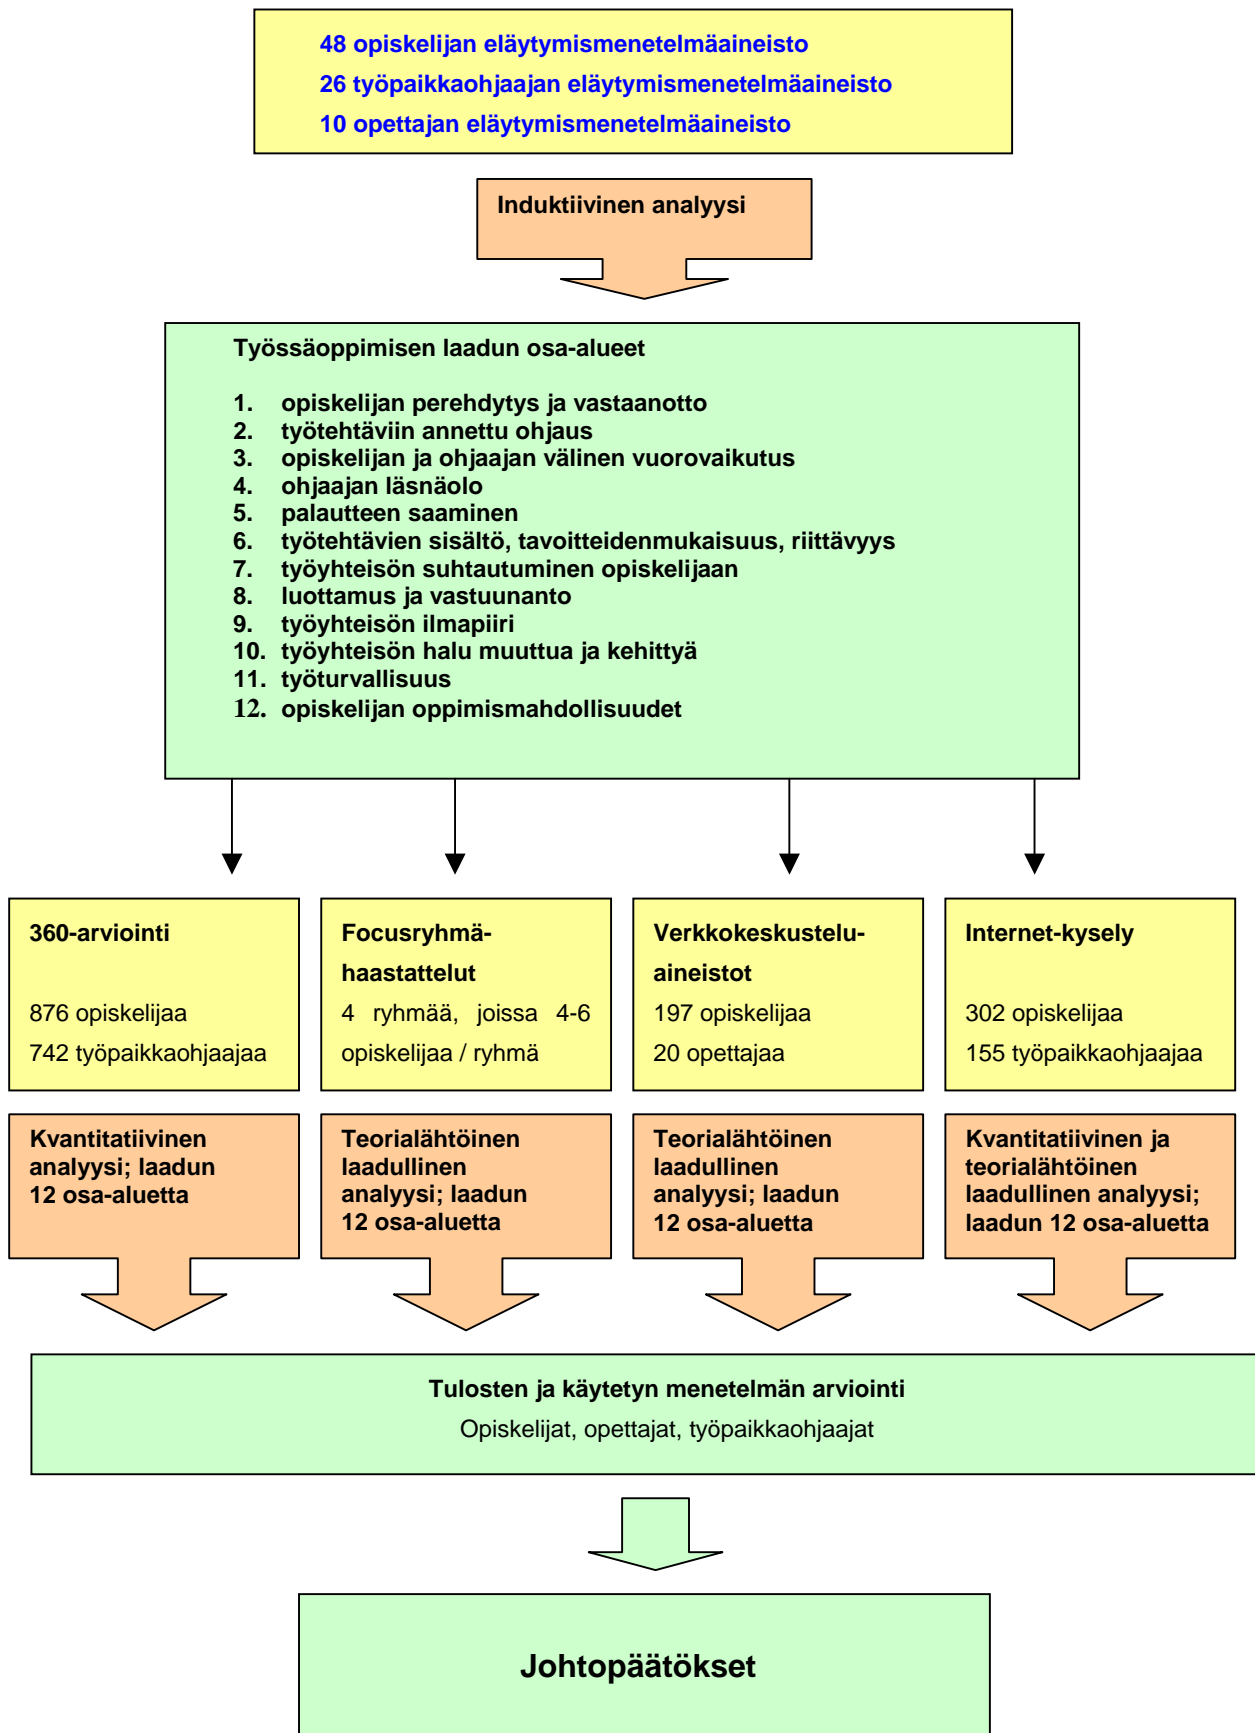 48 opiskelijan eläytymismenetelmäaineisto
26 työpaikkaohjaajan eläytymismenetelmäaineisto
10 opettajan eläytymismenetelmäaineisto
Induktiivinen analyysi
Työssäoppimisen laadun osa-alueet
1. opiskelijan perehdytys ja vastaanotto
2. työtehtäviin annettu ohjaus
3. opiskelijan ja ohjaajan välinen vuorovaikutus
4. ohjaajan läsnäolo
5. palautteen saaminen
6. työtehtävien sisältö, tavoitteidenmukaisuus, riittävyys
7. työyhteisön suhtautuminen opiskelijaan
8. luottamus ja vastuunanto
9. työyhteisön ilmapiiri
10. työyhteisön halu muuttua ja kehittyä
11. työturvallisuus
12. opiskelijan oppimismahdollisuudet
360-arviointi
876 opiskelijaa
742 työpaikkaohjaajaa
Focusryhmä-
haastattelut
4 ryhmää, joissa 4-6
opiskelijaa / ryhmä
Verkkokeskustelu-
aineistot
197 opiskelijaa
20 opettajaa
Internet-kysely
302 opiskelijaa
155 työpaikkaohjaajaa
Kvantitatiivinen
analyysi; laadun
12 osa-aluetta
Teorialähtöinen
laadullinen
analyysi; laadun
12 osa-aluetta
Teorialähtöinen
laadullinen
analyysi; laadun
12 osa-aluetta
Kvantitatiivinen ja
teorialähtöinen
laadullinen analyysi;
laadun 12 osa-aluetta
Tulosten ja käytetyn menetelmän arviointi
Opiskelijat, opettajat, työpaikkaohjaajat
Johtopäätökset